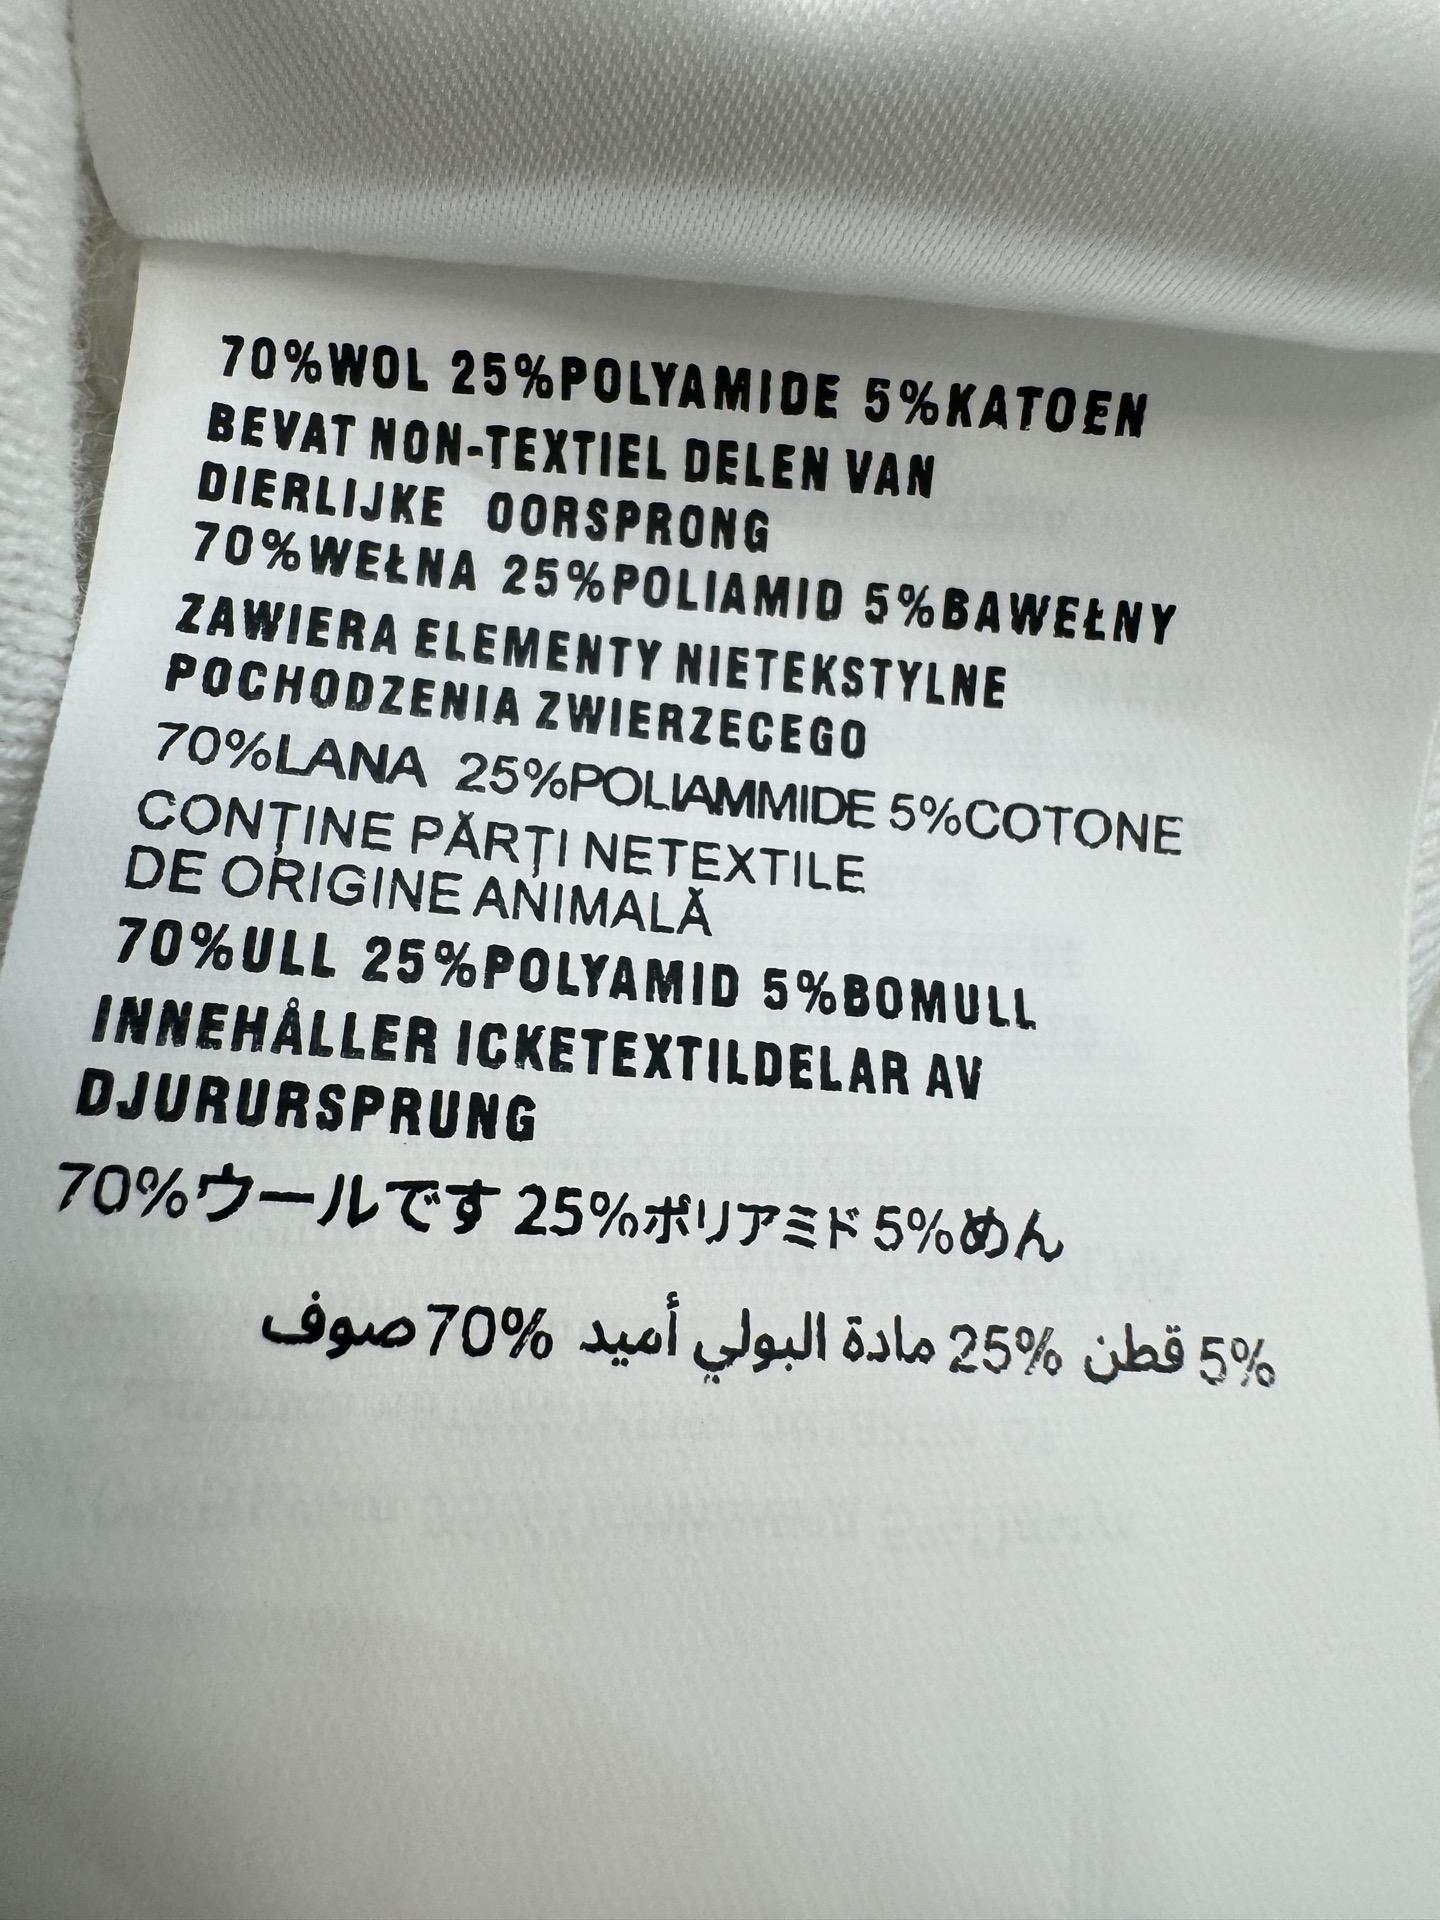 70%WOL 25%POLYAMIDE 5%KATOEN
BEVAT NON-TEXTIEL DELEN VAN
DIERLIJKE OORSPRONG
70%WEŁNA 25%POLIAMID 5%BAWEŁNY
ZAWIERA ELEMENTY NIETEKSTYLNE
POCHODZENIA ZWIERZECEGO
70%LANA 25%POLIAMMIDE 5%COTONE
CONȚINE PĂRȚI NETEXTILE
DE ORIGINE ANIMALĂ
70%ULL 25%POLYAMID 5%BOMULL
INNEHÅLLER ICKETEXTILDELAR AV
DJURURSPRUNG
70%ウールです 25%ポリアミド 5%めん
5% قطن 25% مادة البولي أميد 70% صوف